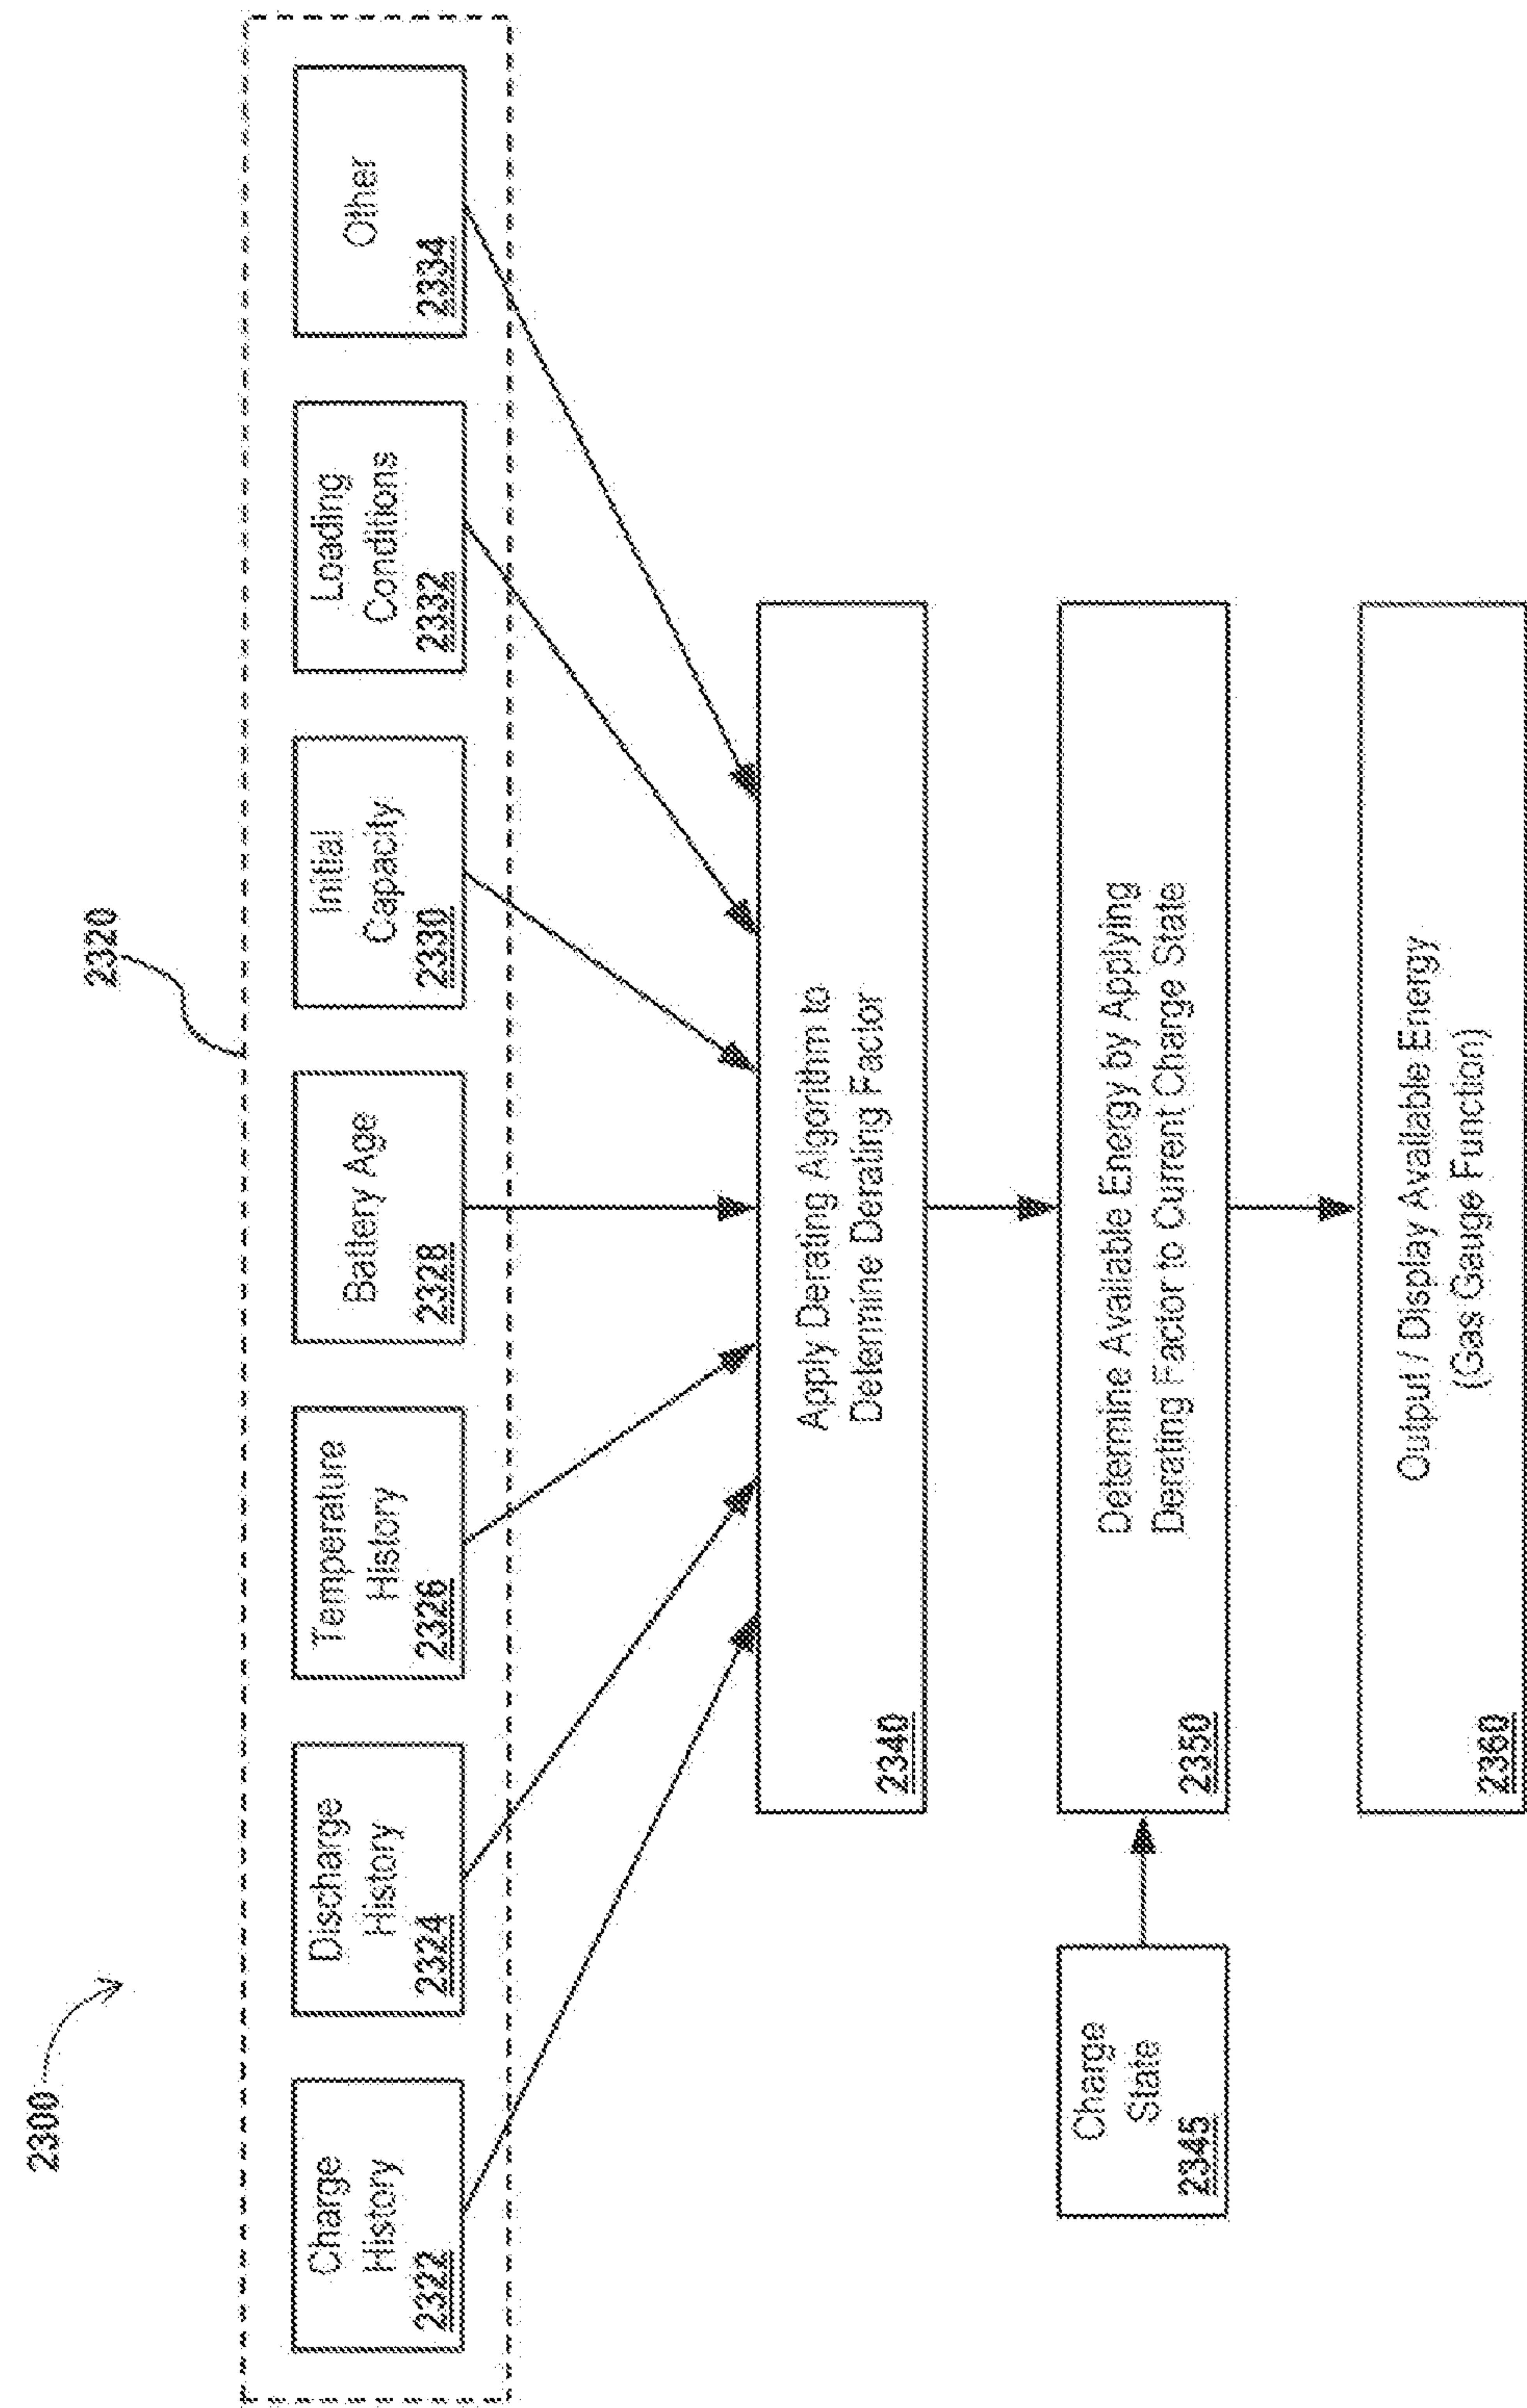 2300
2320
Charge
History
2322
Discharge
History
2324
Temperature
History
2326
Battery Age
2328
Initial
Capacity
2330
Loading
Conditions
2332
Other
2334
Apply Derating Algorithm to
Determine Derating Factor
2340
Charge
State
2345
Determine Available Energy by Applying
Derating Factor to Current Charge State
2350
Output / Display Available Energy
(Gas Gauge Function)
2360